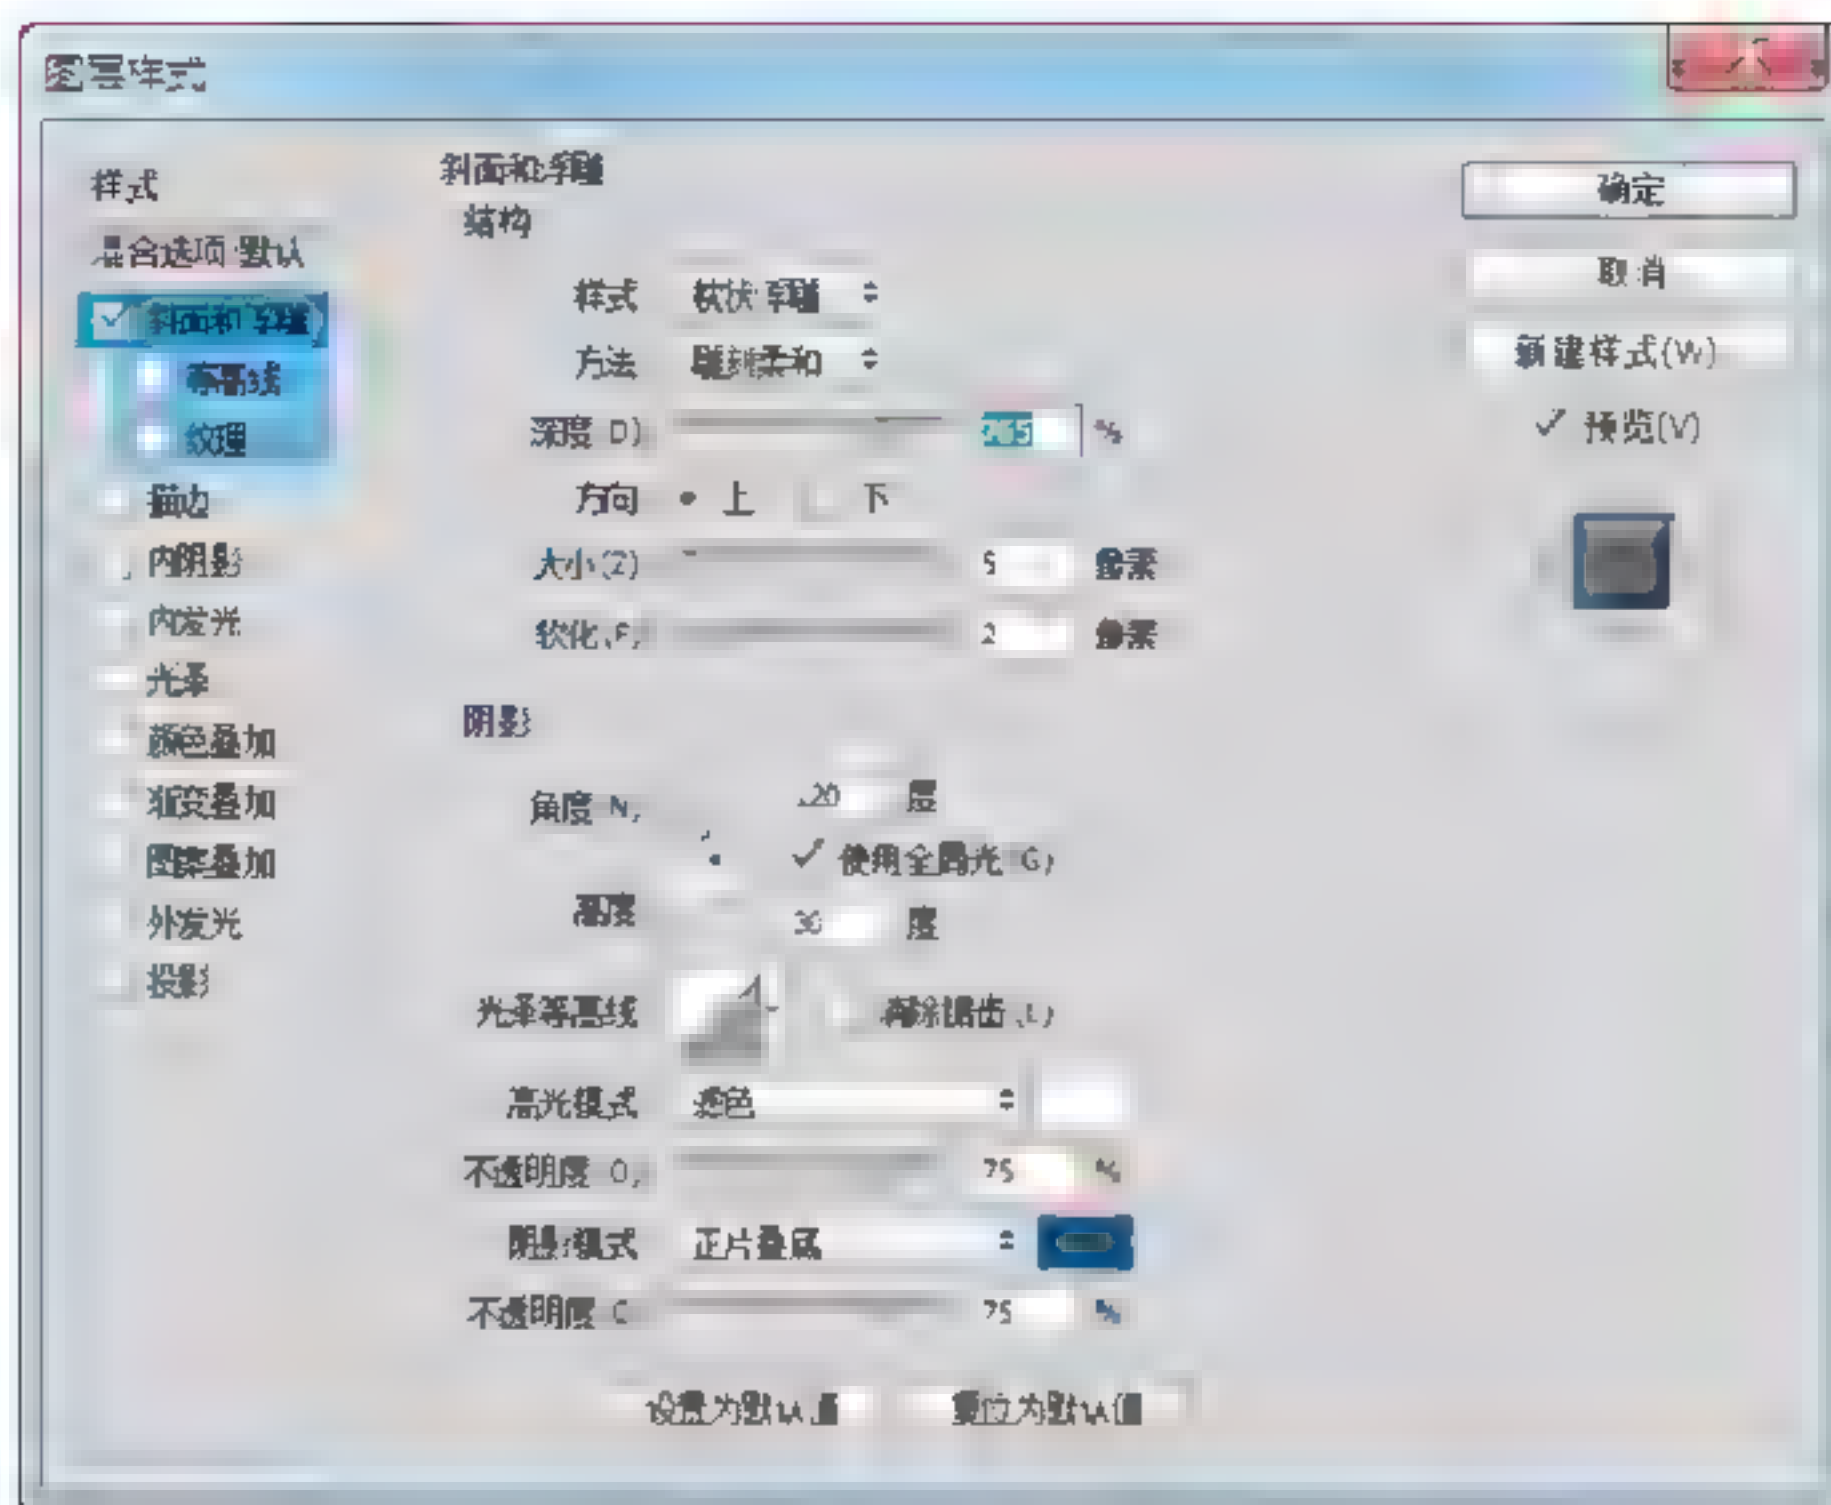 图层样式
样式
混合选项:默认
斜面和浮雕
等高线
纹理
描边
内阴影
内发光
光泽
颜色叠加
渐变叠加
图案叠加
外发光
投影
斜面和浮雕
结构
样式 枕状浮雕
方法 雕刻柔和
深度(D) %
方向 上 下
大小(Z) 5 像素
软化(F) 2 像素
阴影
角度(N) 度
使用全局光(G)
高度 30 度
光泽等高线 消除锯齿(L)
高光模式 滤色
不透明度(O) 75 %
阴影模式 正片叠底
不透明度(C) 75 %
设置为默认值 复位为默认值
确定
取消
新建样式(W)
预览(V)